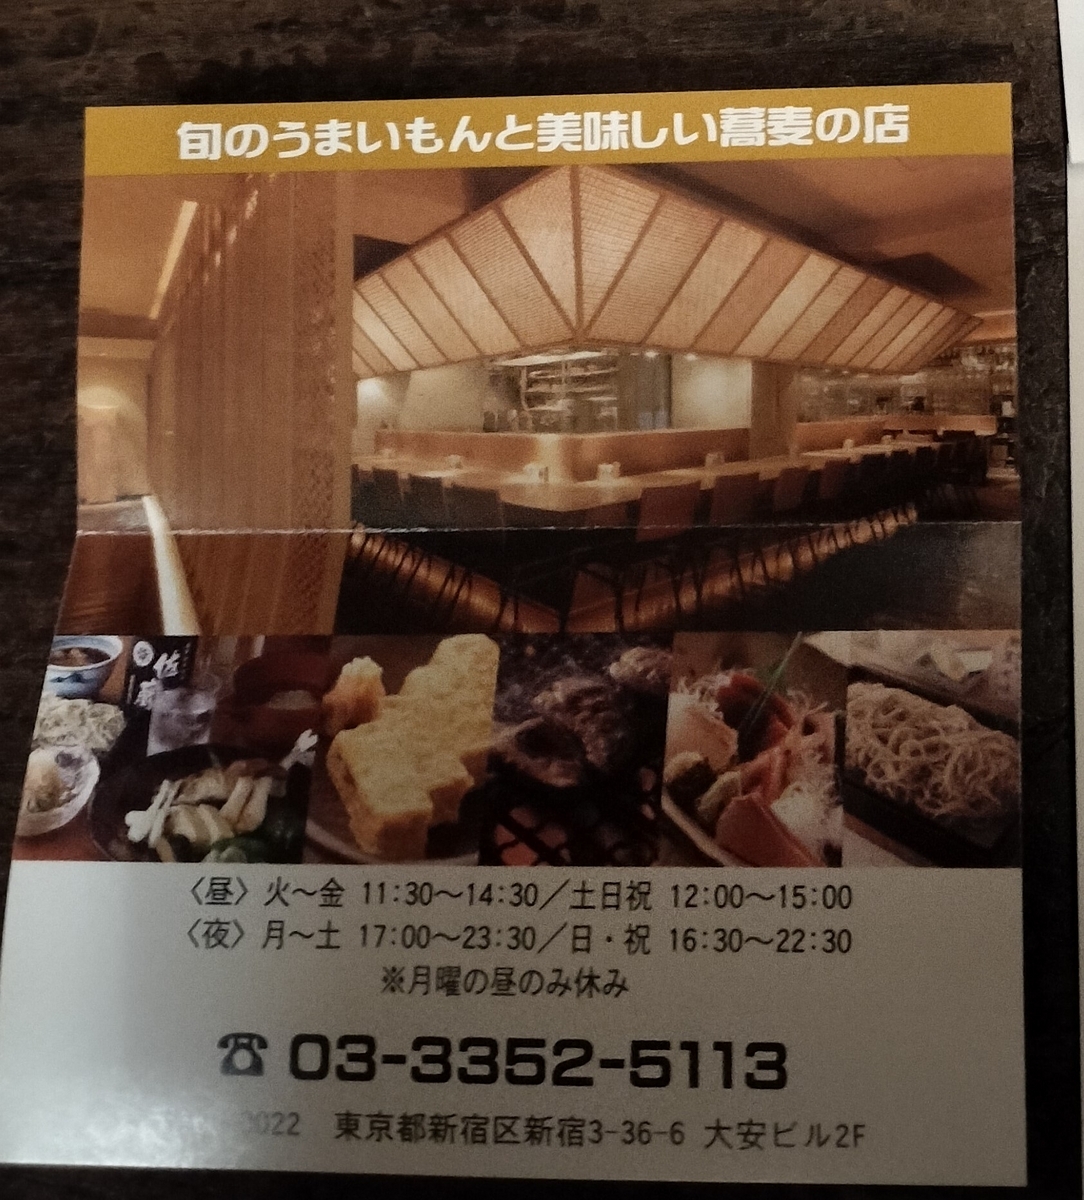 旬のうまいもんと美味しい蕎麦の店
佐
〈昼〉火～金 11:30～14:30／土日祝 12:00～15:00
〈夜〉月～土 17:00～23:30／日・祝 16:30～22:30
※月曜の昼のみ休み
☎ 03-3352-5113
0022 東京都新宿区新宿3-36-6 大安ビル2F